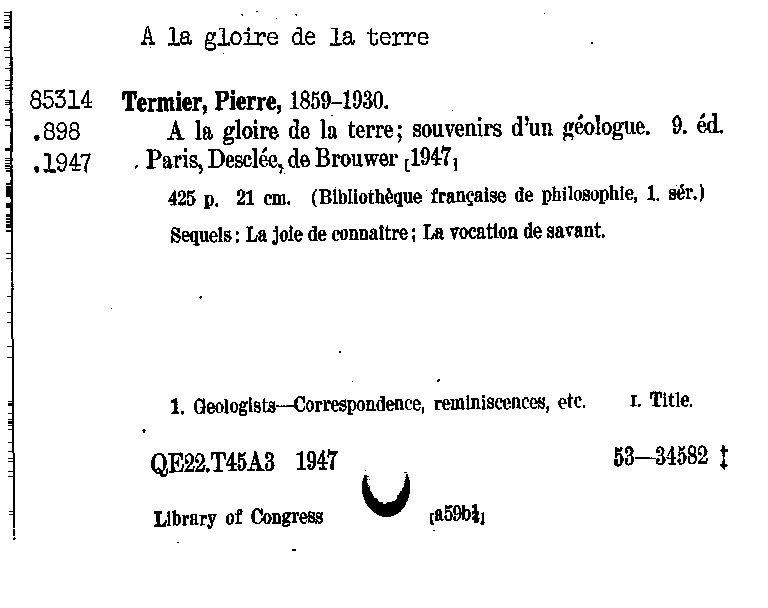 A la gloire de la terre
85314 Termier, Pierre, 1859–1930.
.898 A la gloire de la terre; souvenirs d'un géologue. 9. éd.
.1947 Paris, Desclée, de Brouwer [1947]
425 p. 21 cm. (Bibliothèque française de philosophie, 1. sér.)
Sequels: La joie de connaître; La vocation de savant.
1. Geologists—Correspondence, reminiscences, etc. I. Title.
QE22.T45A3 1947 53—34582 ‡
Library of Congress [a59b½]